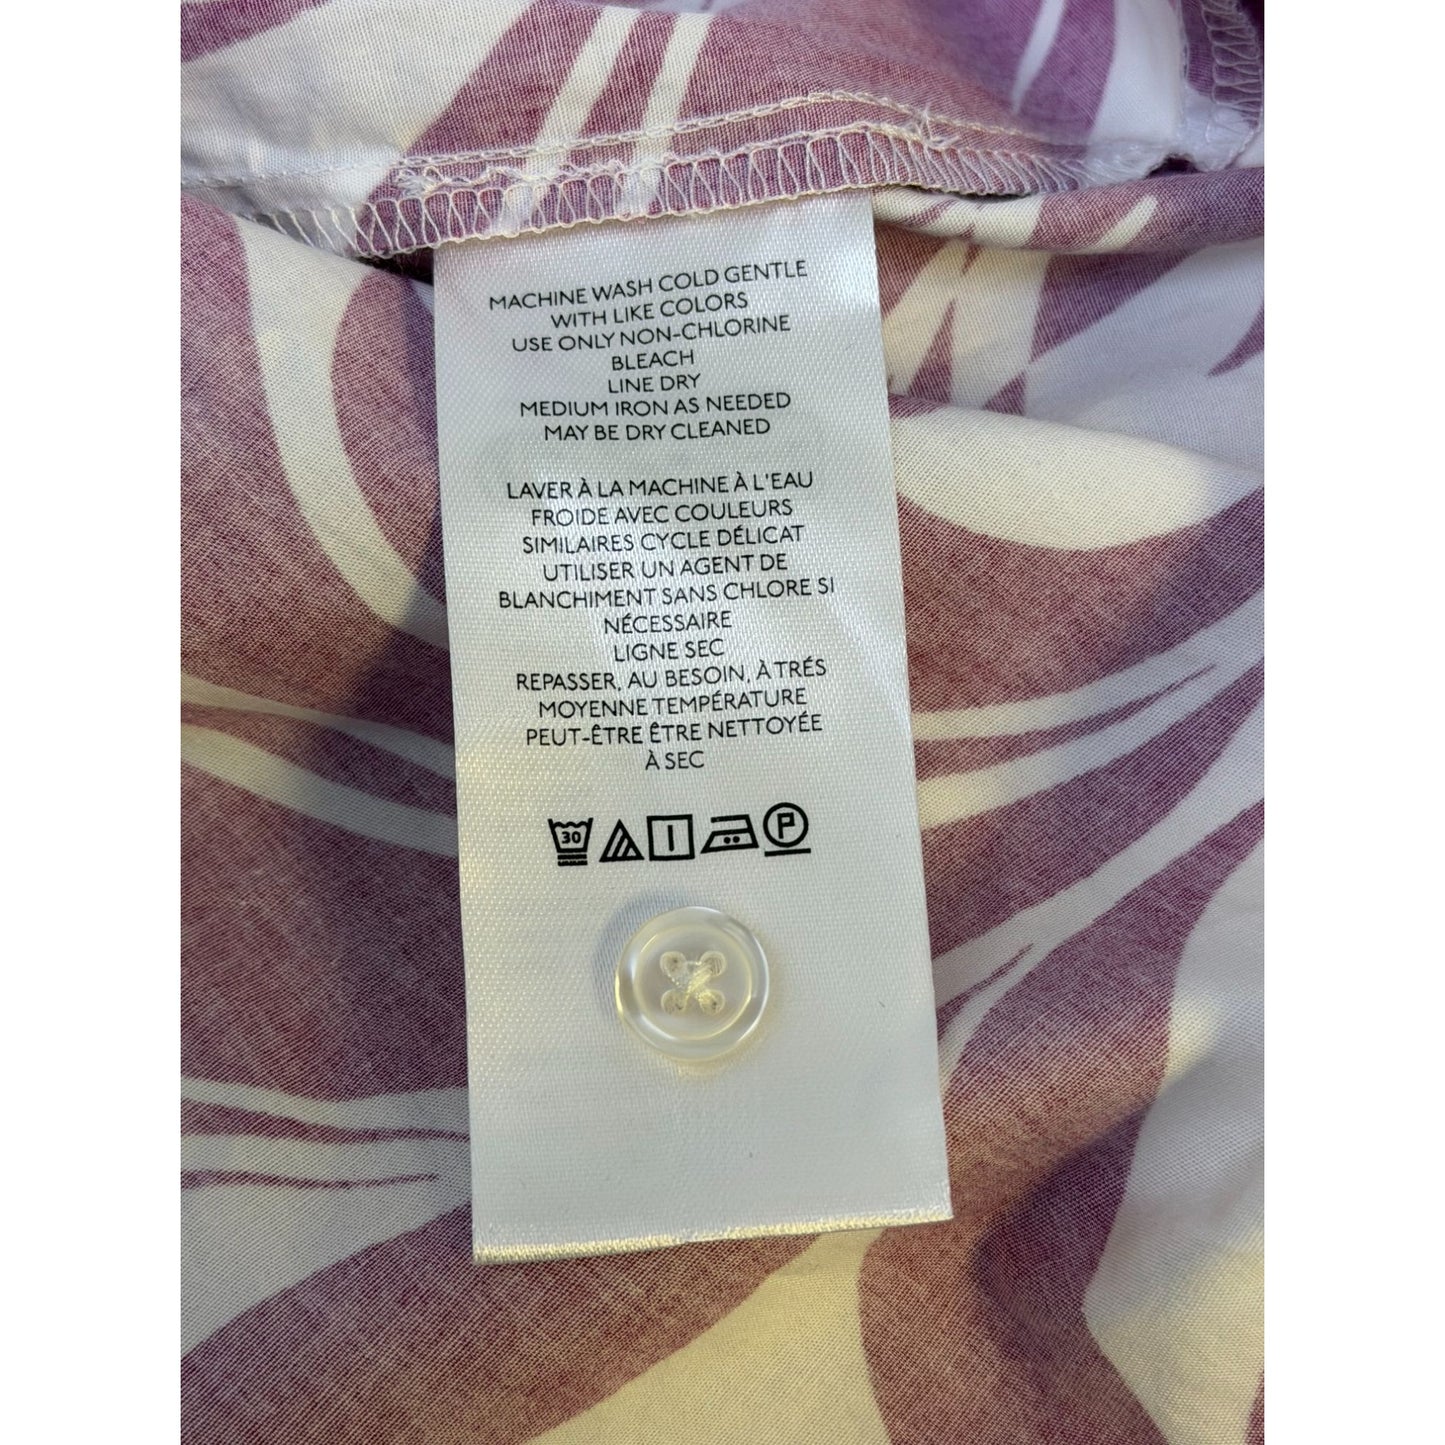 MACHINE WASH COLD GENTLE
WITH LIKE COLORS
USE ONLY NON-CHLORINE
BLEACH
LINE DRY
MEDIUM IRON AS NEEDED
MAY BE DRY CLEANED
LAVER À LA MACHINE À L'EAU
FROIDE AVEC COULEURS
SIMILAIRES CYCLE DÉLICAT
UTILISER UN AGENT DE
BLANCHIMENT SANS CHLORE SI
NÉCESSAIRE
LIGNE SEC
REPASSER, AU BESOIN, À TRÉS
MOYENNE TEMPÉRATURE
PEUT-ÊTRE ÊTRE NETTOYÉE
À SEC
30 P